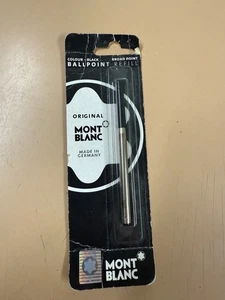 COLOUR - BLACK
BROAD POINT
BALLPOINT REFILL
ORIGINAL
MONT
BLANC
MADE IN
GERMANY
MONT
BLANC